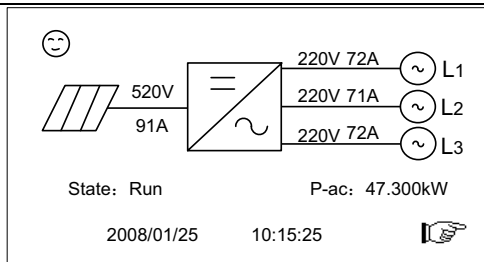 220V 72A
L1
520V
220V 71A
L2
91A
220V 72A
L3
State: Run
P-ac: 47.300kW
2008/01/25
10:15:25